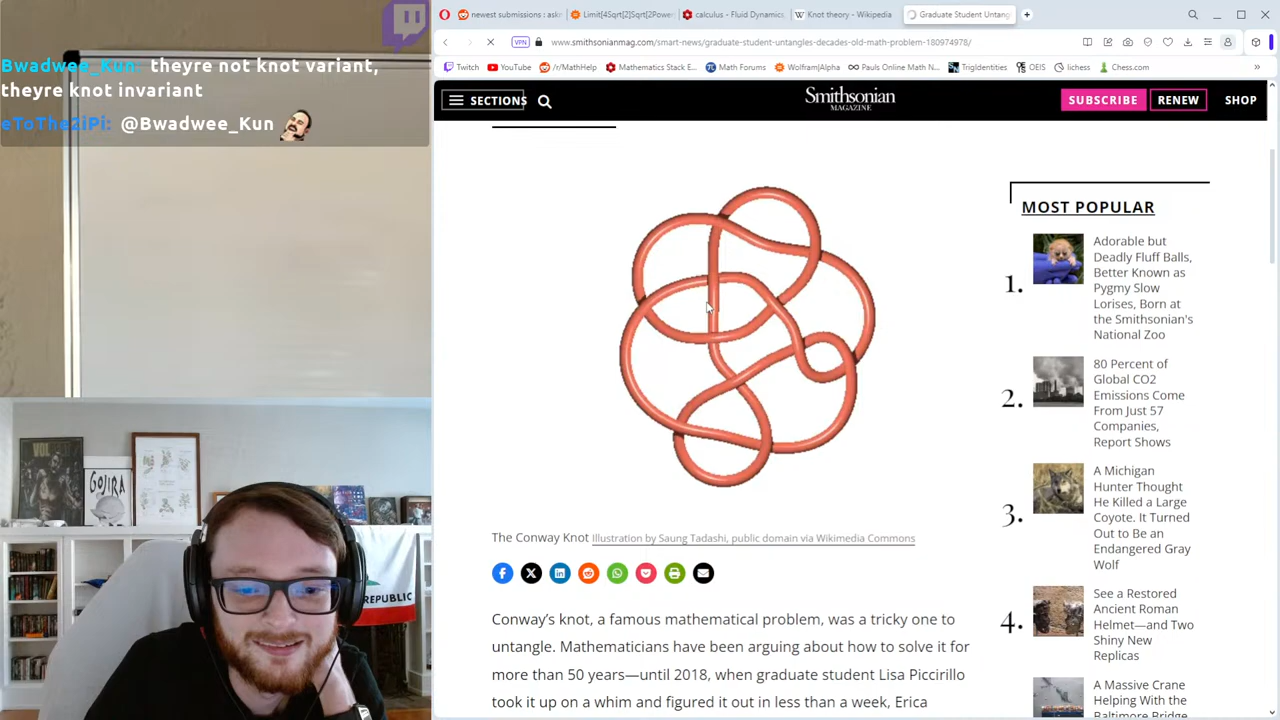 Bwadwee_Kun: theyre not knot variant,
theyre knot invariant
eToThe2iPi: @Bwadwee_Kun
newest submissions : ask
Limit[4Sqrt[2]Sqrt[2Powe
calculus - Fluid Dynamics
Knot theory - Wikipedia
Graduate Student Untang
VPN
www.smithsonianmag.com/smart-news/graduate-student-untangles-decades-old-math-problem-180974978/
Twitch
YouTube
/r/MathHelp
Mathematics Stack E...
Math Forums
Wolfram|Alpha
Pauls Online Math N...
TrigIdentities
OEIS
lichess
Chess.com
SECTIONS
Smithsonian
MAGAZINE
SUBSCRIBE
RENEW
SHOP
The Conway Knot Illustration by Saung Tadashi, public domain via Wikimedia Commons
Conway’s knot, a famous mathematical problem, was a tricky one to
untangle. Mathematicians have been arguing about how to solve it for
more than 50 years—until 2018, when graduate student Lisa Piccirillo
took it up on a whim and figured it out in less than a week, Erica
MOST POPULAR
1.
Adorable but
Deadly Fluff Balls,
Better Known as
Pygmy Slow
Lorises, Born at
the Smithsonian's
National Zoo
2.
80 Percent of
Global CO2
Emissions Come
From Just 57
Companies,
Report Shows
3.
A Michigan
Hunter Thought
He Killed a Large
Coyote. It Turned
Out to Be an
Endangered Gray
Wolf
4.
See a Restored
Ancient Roman
Helmet—and Two
Shiny New
Replicas
A Massive Crane
Helping With the
Baltimore Bridge
VOL
GOJIRA
REPUBLIC